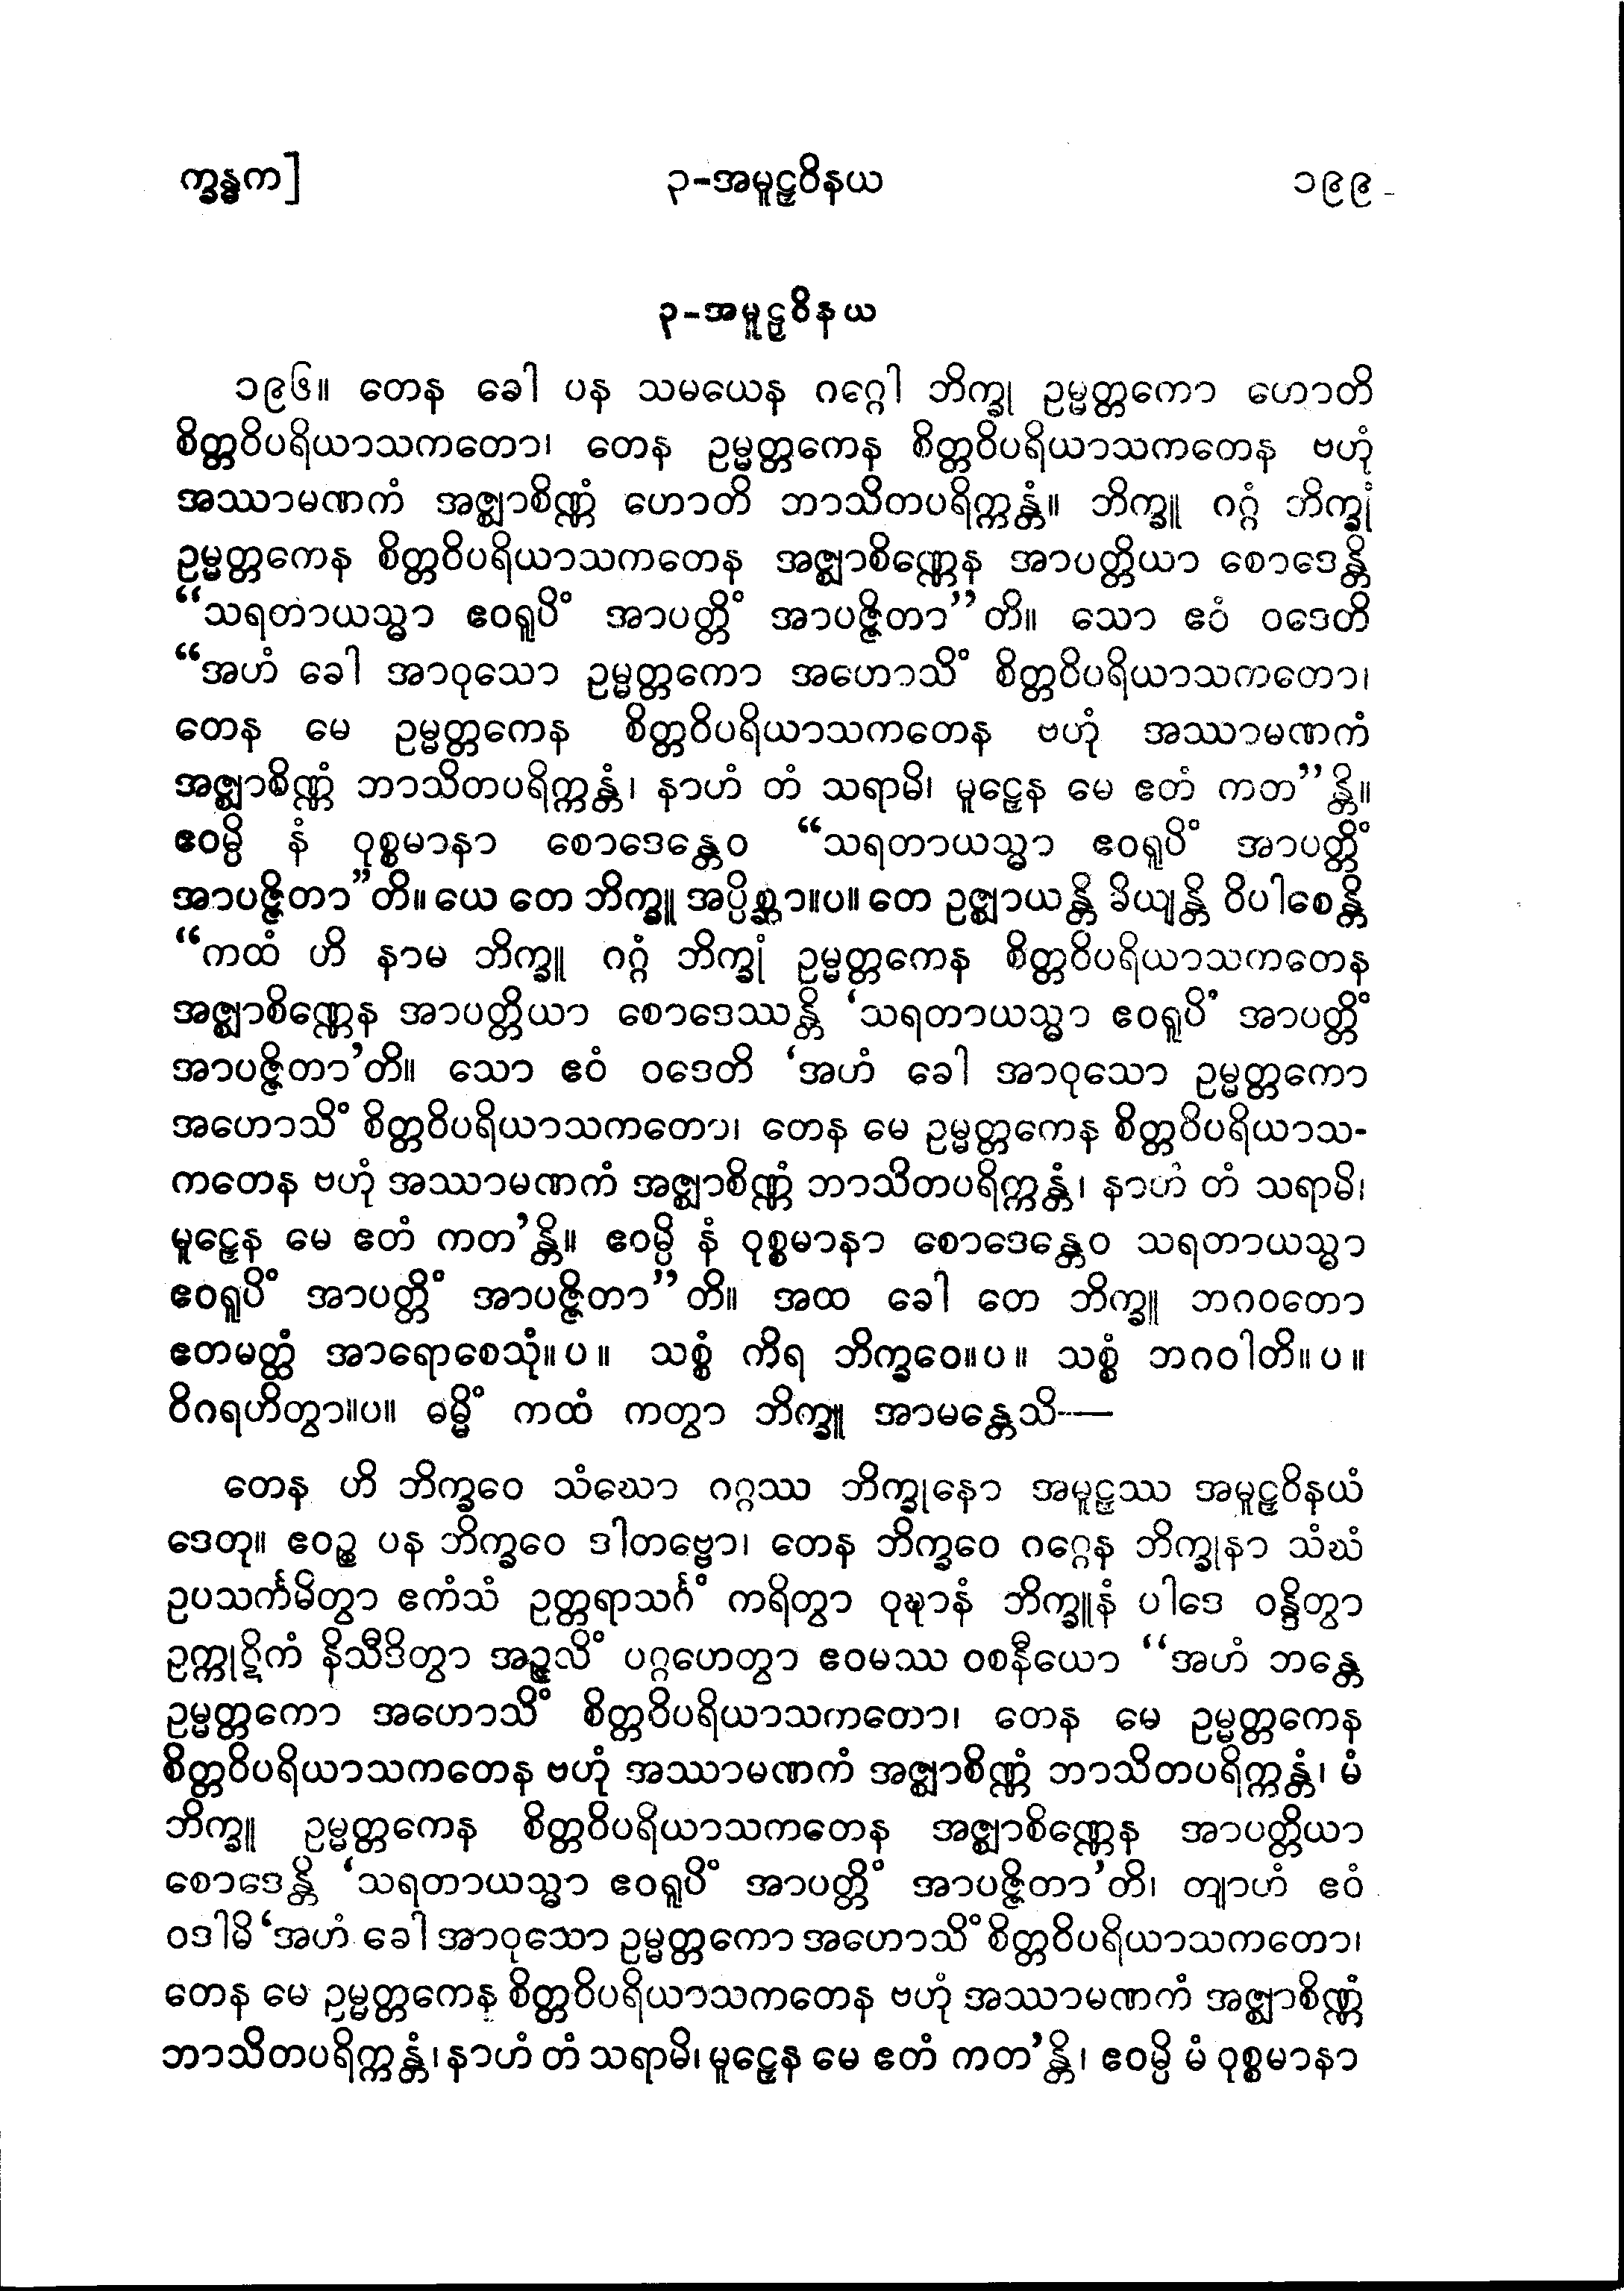 က္ခန္ဓက]
၃-အမူဠှဝိနယ
၁၉၉
၃-အမူဠှဝိနယ
၁၉၆။ တေန ခေါ ပန သမယေန ဂဂ္ဂေါ ဘိက္ခု ဥမ္မတ္တကော ဟောတိ
စိတ္တဝိပရိယာသကတော၊ တေန ဥမ္မတ္တကေန စိတ္တဝိပရိယာသကတေန ဗဟုံ
အဿာမဏကံ အဇ္ဈာစိဏ္ဏံ ဟောတိ ဘာသိတပရိက္ကန္တံ။ ဘိက္ခူ ဂဂ္ဂံ ဘိက္ခုံ
ဥမ္မတ္တကေန စိတ္တဝိပရိယာသကတေန အဇ္ဈာစိဏ္ဏေန အာပတ္တိယာ စောဒေန္တိ
“သရတာယသ္မာ ဧဝရူပိံ အာပတ္တိံ အာပဇ္ဇိတာ”တိ။ သော ဧဝံ ဝဒေတိ
“အဟံ ခေါ အာဝုသော ဥမ္မတ္တကော အဟောသိံ စိတ္တဝိပရိယာသကတော၊
တေန မေ ဥမ္မတ္တကေန စိတ္တဝိပရိယာသကတေန ဗဟုံ အဿာမဏကံ
အဇ္ဈာစိဏ္ဏံ ဘာသိတပရိက္ကန္တံ၊ နာဟံ တံ သရာမိ၊ မူဠှေန မေ ဧတံ ကတ”န္တိ။
ဧဝမ္ပိ နံ ဝုစ္စမာနာ စောဒေန္တေဝ “သရတာယသ္မာ ဧဝရူပိံ အာပတ္တိံ
အာပဇ္ဇိတာ”တိ။ ယေ တေ ဘိက္ခူ အပ္ပိစ္ဆာ။ပ။ တေ ဥဇ္ဈာယန္တိ ခိယျန္တိ ဝိပါစေန္တိ
“ကထံ ဟိ နာမ ဘိက္ခူ ဂဂ္ဂံ ဘိက္ခုံ ဥမ္မတ္တကေန စိတ္တဝိပရိယာသကတေန
အဇ္ဈာစိဏ္ဏေန အာပတ္တိယာ စောဒေဿန္တိ ‘သရတာယသ္မာ ဧဝရူပိံ အာပတ္တိံ
အာပဇ္ဇိတာ’တိ။ သော ဧဝံ ဝဒေတိ ‘အဟံ ခေါ အာဝုသော ဥမ္မတ္တကော
အဟောသိံ စိတ္တဝိပရိယာသကတော၊ တေန မေ ဥမ္မတ္တကေန စိတ္တဝိပရိယာသ-
ကတေန ဗဟုံ အဿာမဏကံ အဇ္ဈာစိဏ္ဏံ ဘာသိတပရိက္ကန္တံ၊ နာဟံ တံ သရာမိ၊
မူဠှေန မေ ဧတံ ကတ’န္တိ။ ဧဝမ္ပိ နံ ဝုစ္စမာနာ စောဒေန္တေဝ သရတာယသ္မာ
ဧဝရူပိံ အာပတ္တိံ အာပဇ္ဇိတာ”တိ။ အထ ခေါ တေ ဘိက္ခူ ဘဂဝတော
ဧတမတ္ထံ အာရောစေသုံ။ပ။ သစ္စံ ကိရ ဘိက္ခဝေ။ပ။ သစ္စံ ဘဂဝါတိ။ပ။
ဝိဂရဟိတွာ။ပ။ ဓမ္မိံ ကထံ ကတွာ ဘိက္ခူ အာမန္တေသိ—
တေန ဟိ ဘိက္ခဝေ သံဃော ဂဂ္ဂဿ ဘိက္ခုနော အမူဠှဿ အမူဠှဝိနယံ
ဒေတု။ ဧဝဉ္စ ပန ဘိက္ခဝေ ဒါတဗ္ဗော၊ တေန ဘိက္ခဝေ ဂဂ္ဂေန ဘိက္ခုနာ သံဃံ
ဥပသင်္ကမိတွာ ဧကံသံ ဥတ္တရာသင်္ဂံ ကရိတွာ ဝုဍ္ဎာနံ ဘိက္ခူနံ ပါဒေ ဝန္ဒိတွာ
ဥက္ကုဋိကံ နိသီဒိတွာ အဉ္ဇလိံ ပဂ္ဂဟေတွာ ဧဝမဿ ဝစနီယော “အဟံ ဘန္တေ
ဥမ္မတ္တကော အဟောသိံ စိတ္တဝိပရိယာသကတော၊ တေန မေ ဥမ္မတ္တကေန
စိတ္တဝိပရိယာသကတေန ဗဟုံ အဿာမဏကံ အဇ္ဈာစိဏ္ဏံ ဘာသိတပရိက္ကန္တံ၊ မံ
ဘိက္ခူ ဥမ္မတ္တကေန စိတ္တဝိပရိယာသကတေန အဇ္ဈာစိဏ္ဏေန အာပတ္တိယာ
စောဒေန္တိ ‘သရတာယသ္မာ ဧဝရူပိံ အာပတ္တိံ အာပဇ္ဇိတာ’တိ၊ တျာဟံ ဧဝံ
ဝဒါမိ ‘အဟံ ခေါ အာဝုသော ဥမ္မတ္တကော အဟောသိံ စိတ္တဝိပရိယာသကတော၊
တေန မေ ဥမ္မတ္တကေန စိတ္တဝိပရိယာသကတေန ဗဟုံ အဿာမဏကံ အဇ္ဈာစိဏ္ဏံ
ဘာသိတပရိက္ကန္တံ၊ နာဟံ တံ သရာမိ၊ မူဠှေန မေ ဧတံ ကတ’န္တိ၊ ဧဝမ္ပိ မံ ဝုစ္စမာနာ